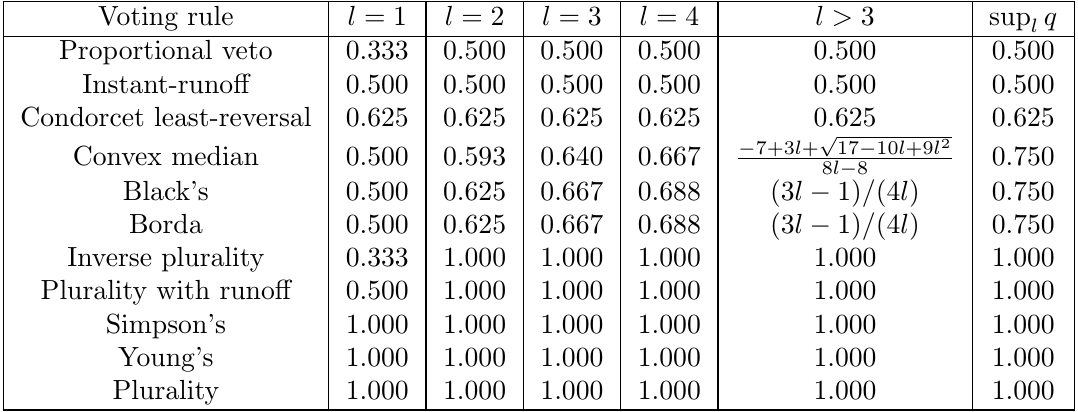 Voting rule l = 1 l = 2 l = 3 l = 4 l > 3 sup_l q
Proportional veto 0.333 0.500 0.500 0.500 0.500 0.500
Instant-runoff 0.500 0.500 0.500 0.500 0.500 0.500
Condorcet least-reversal 0.625 0.625 0.625 0.625 0.625 0.625
Convex median 0.500 0.593 0.640 0.667 \frac{-7+3l+\sqrt{17-10l+9l^2}}{8l-8} 0.750
Black's 0.500 0.625 0.667 0.688 (3l − 1)/(4l) 0.750
Borda 0.500 0.625 0.667 0.688 (3l − 1)/(4l) 0.750
Inverse plurality 0.333 1.000 1.000 1.000 1.000 1.000
Plurality with runoff 0.500 1.000 1.000 1.000 1.000 1.000
Simpson's 1.000 1.000 1.000 1.000 1.000 1.000
Young's 1.000 1.000 1.000 1.000 1.000 1.000
Plurality 1.000 1.000 1.000 1.000 1.000 1.000